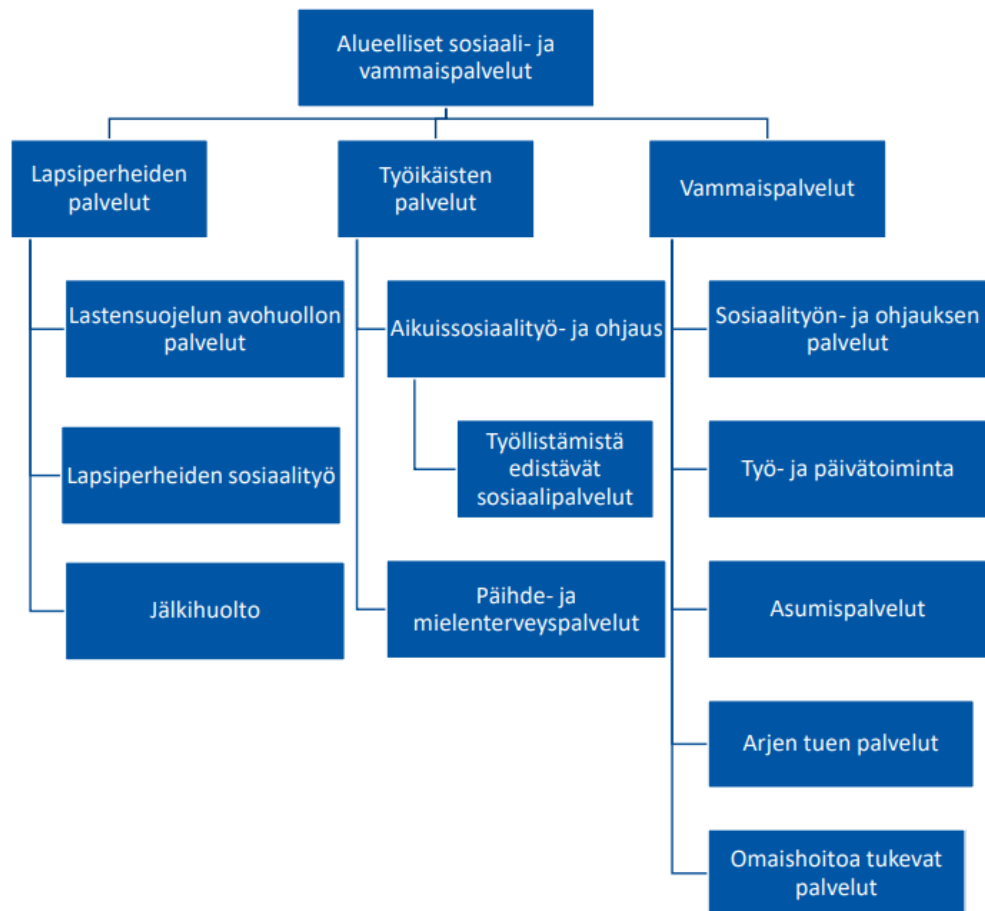 Alueelliset sosiaali- ja
vammaispalvelut
Lapsiperheiden
palvelut
Työikäisten
palvelut
Vammaispalvelut
Lastensuojelun avohuollon
palvelut
Lapsiperheiden sosiaalityö
Jälkihuolto
Aikuissosiaalityö- ja ohjaus
Työllistämistä
edistävät
sosiaalipalvelut
Päihde- ja
mielenterveyspalvelut
Sosiaalityön- ja ohjauksen
palvelut
Työ- ja päivätoiminta
Asumispalvelut
Arjen tuen palvelut
Omaishoitoa tukevat
palvelut